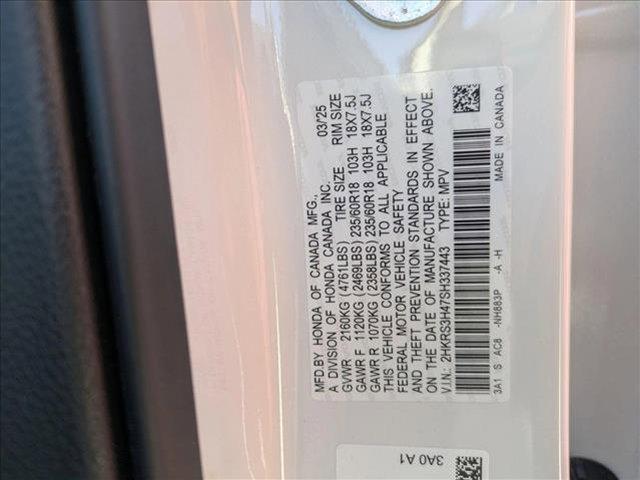 MFD.BY HONDA OF CANADA MFG., 03/25
A DIVISION OF HONDA CANADA INC.
GVWR 2160KG (4761LBS) TIRE SIZE RIM SIZE
GAWR F 1120KG (2469LBS) 235/60R18 103H 18X7.5J
GAWR R 1070KG (2358LBS) 235/60R18 103H 18X7.5J
THIS VEHICLE CONFORMS TO ALL APPLICABLE
FEDERAL MOTOR VEHICLE SAFETY
AND THEFT PREVENTION STANDARDS IN EFFECT
ON THE DATE OF MANUFACTURE SHOWN ABOVE.
V.I.N.: 2HKRS3H47SH337443 TYPE: MPV
3A1 S AC8 -NH883P -A -H MADE IN CANADA
3A0 A1